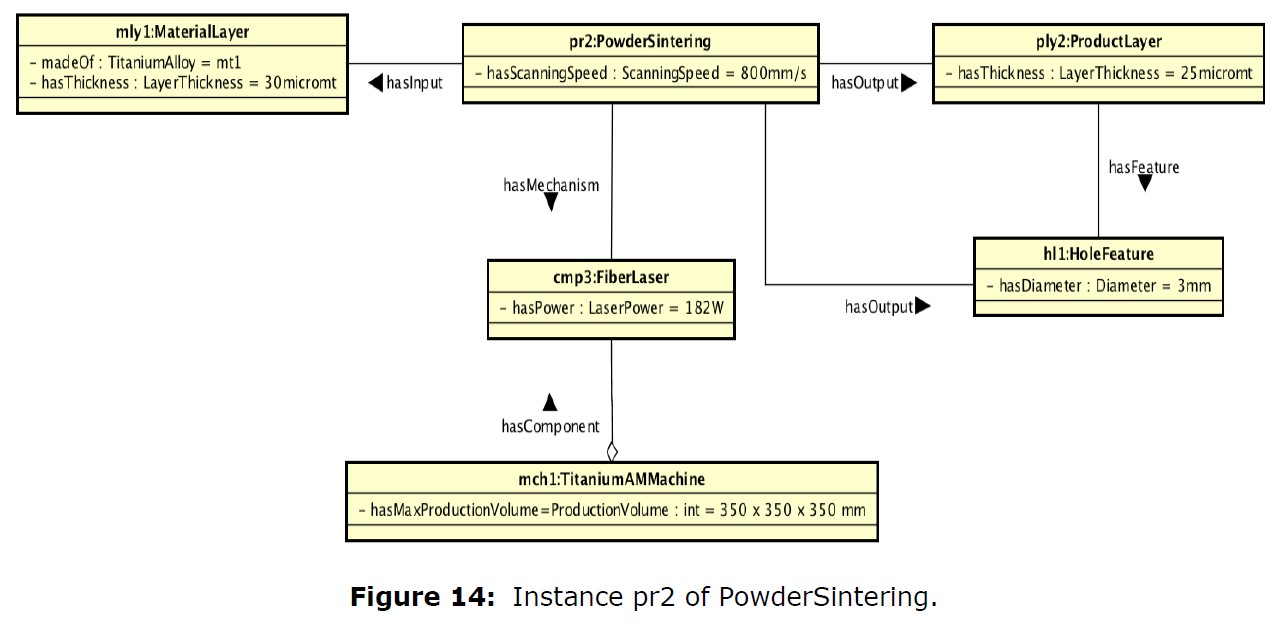 mly1:MaterialLayer
- madeOf : TitaniumAlloy = mt1
- hasThickness : LayerThickness = 30micromt
hasInput
pr2:PowderSintering
- hasScanningSpeed : ScanningSpeed = 800mm/s
hasOutput
ply2:ProductLayer
- hasThickness : LayerThickness = 25micromt
hasMechanism
hasFeature
hl1:HoleFeature
- hasDiameter : Diameter = 3mm
hasOutput
cmp3:FiberLaser
- hasPower : LaserPower = 182W
hasComponent
mch1:TitaniumAMMachine
- hasMaxProductionVolume=ProductionVolume : int = 350 x 350 x 350 mm
Figure 14: Instance pr2 of PowderSintering.